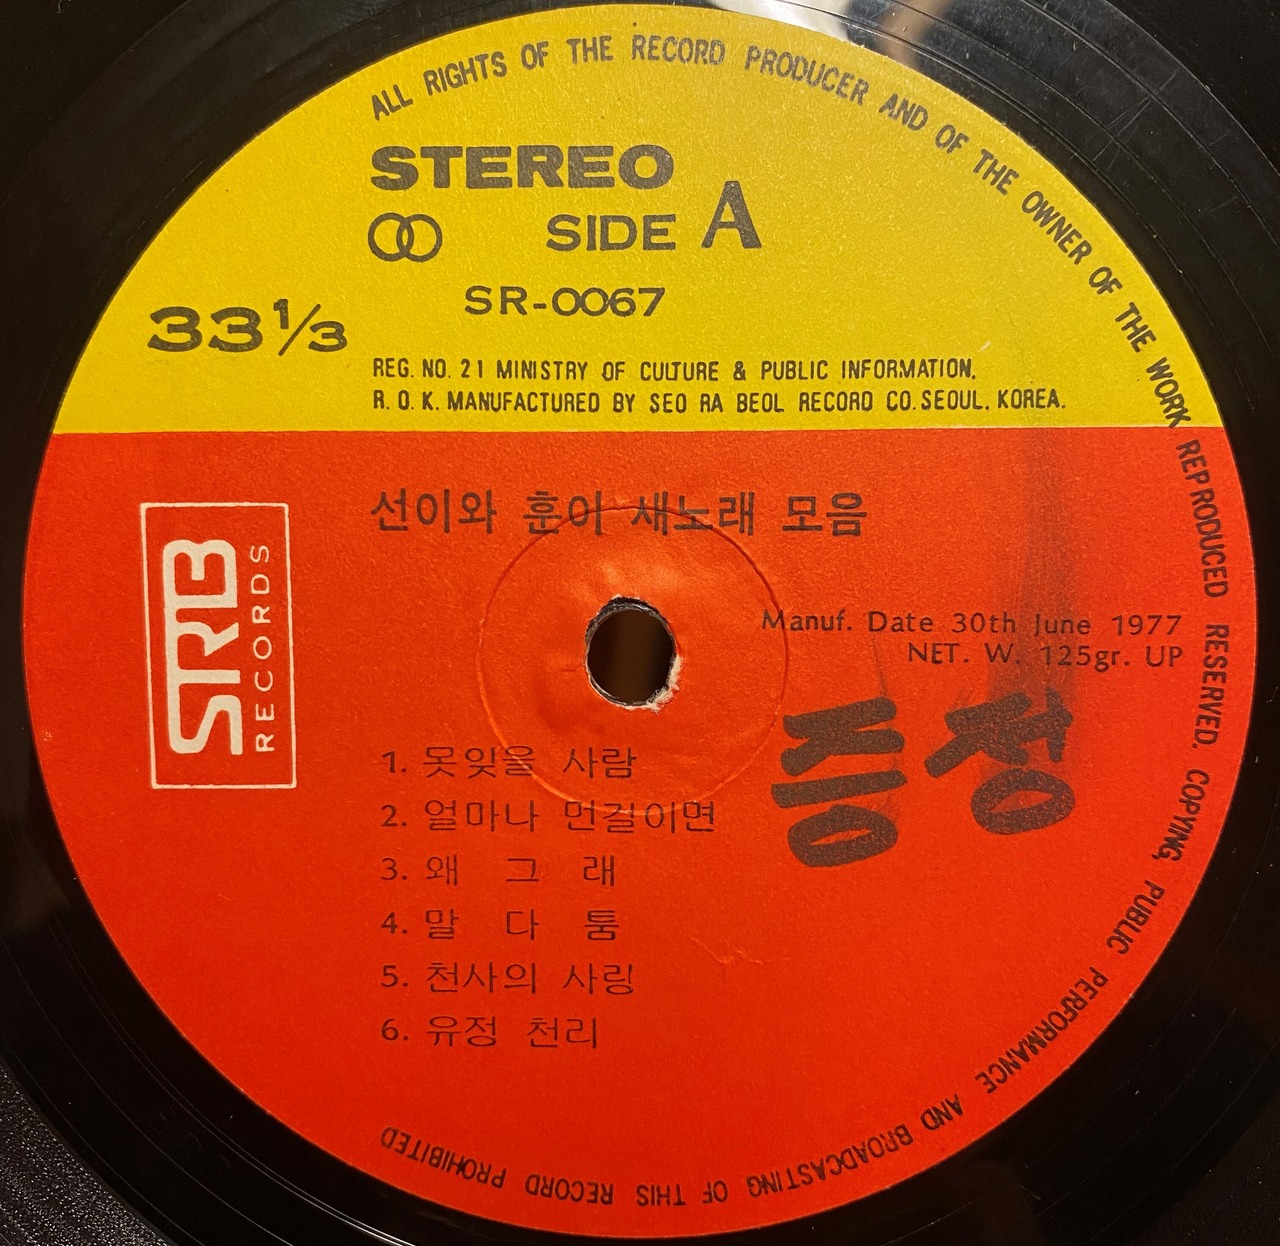 ALL RIGHTS OF THE RECORD PRODUCER AND OF THE OWNER OF THE WORK REPRODUCED RESERVED. COPYING, PUBLIC PERFORMANCE AND BROADCASTING OF THIS RECORD PROHIBITED
STEREO
SIDE A
SR-0067
33 1/3
REG. NO. 21 MINISTRY OF CULTURE & PUBLIC INFORMATION,
R. O. K. MANUFACTURED BY SEO RA BEOL RECORD CO. SEOUL. KOREA.
선이와 훈이 새노래 모음
SRB
RECORDS
Manuf. Date 30th June 1977
NET. W. 125gr. UP
증정
1. 못잊을 사람
2. 얼마나 먼길이면
3. 왜 그 래
4. 말 다 툼
5. 천사의 사랑
6. 유정 천리